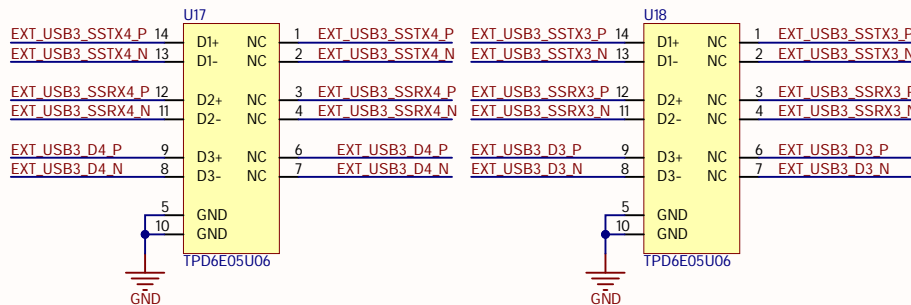 U17 U18
EXT_USB3_SSTX4_P 14 D1+ NC 1 EXT_USB3_SSTX4_P EXT_USB3_SSTX3_P 14 D1+ NC 1 EXT_USB3_SSTX3_P
EXT_USB3_SSTX4_N 13 D1- NC 2 EXT_USB3_SSTX4_N EXT_USB3_SSTX3_N 13 D1- NC 2 EXT_USB3_SSTX3_N
EXT_USB3_SSRX4_P 12 D2+ NC 3 EXT_USB3_SSRX4_P EXT_USB3_SSRX3_P 12 D2+ NC 3 EXT_USB3_SSRX3_P
EXT_USB3_SSRX4_N 11 D2- NC 4 EXT_USB3_SSRX4_N EXT_USB3_SSRX3_N 11 D2- NC 4 EXT_USB3_SSRX3_N
EXT_USB3_D4_P 9 D3+ NC 6 EXT_USB3_D4_P EXT_USB3_D3_P 9 D3+ NC 6 EXT_USB3_D3_P
EXT_USB3_D4_N 8 D3- NC 7 EXT_USB3_D4_N EXT_USB3_D3_N 8 D3- NC 7 EXT_USB3_D3_N
5 GND 5 GND
10 GND 10 GND
TPD6E05U06 TPD6E05U06
GND GND